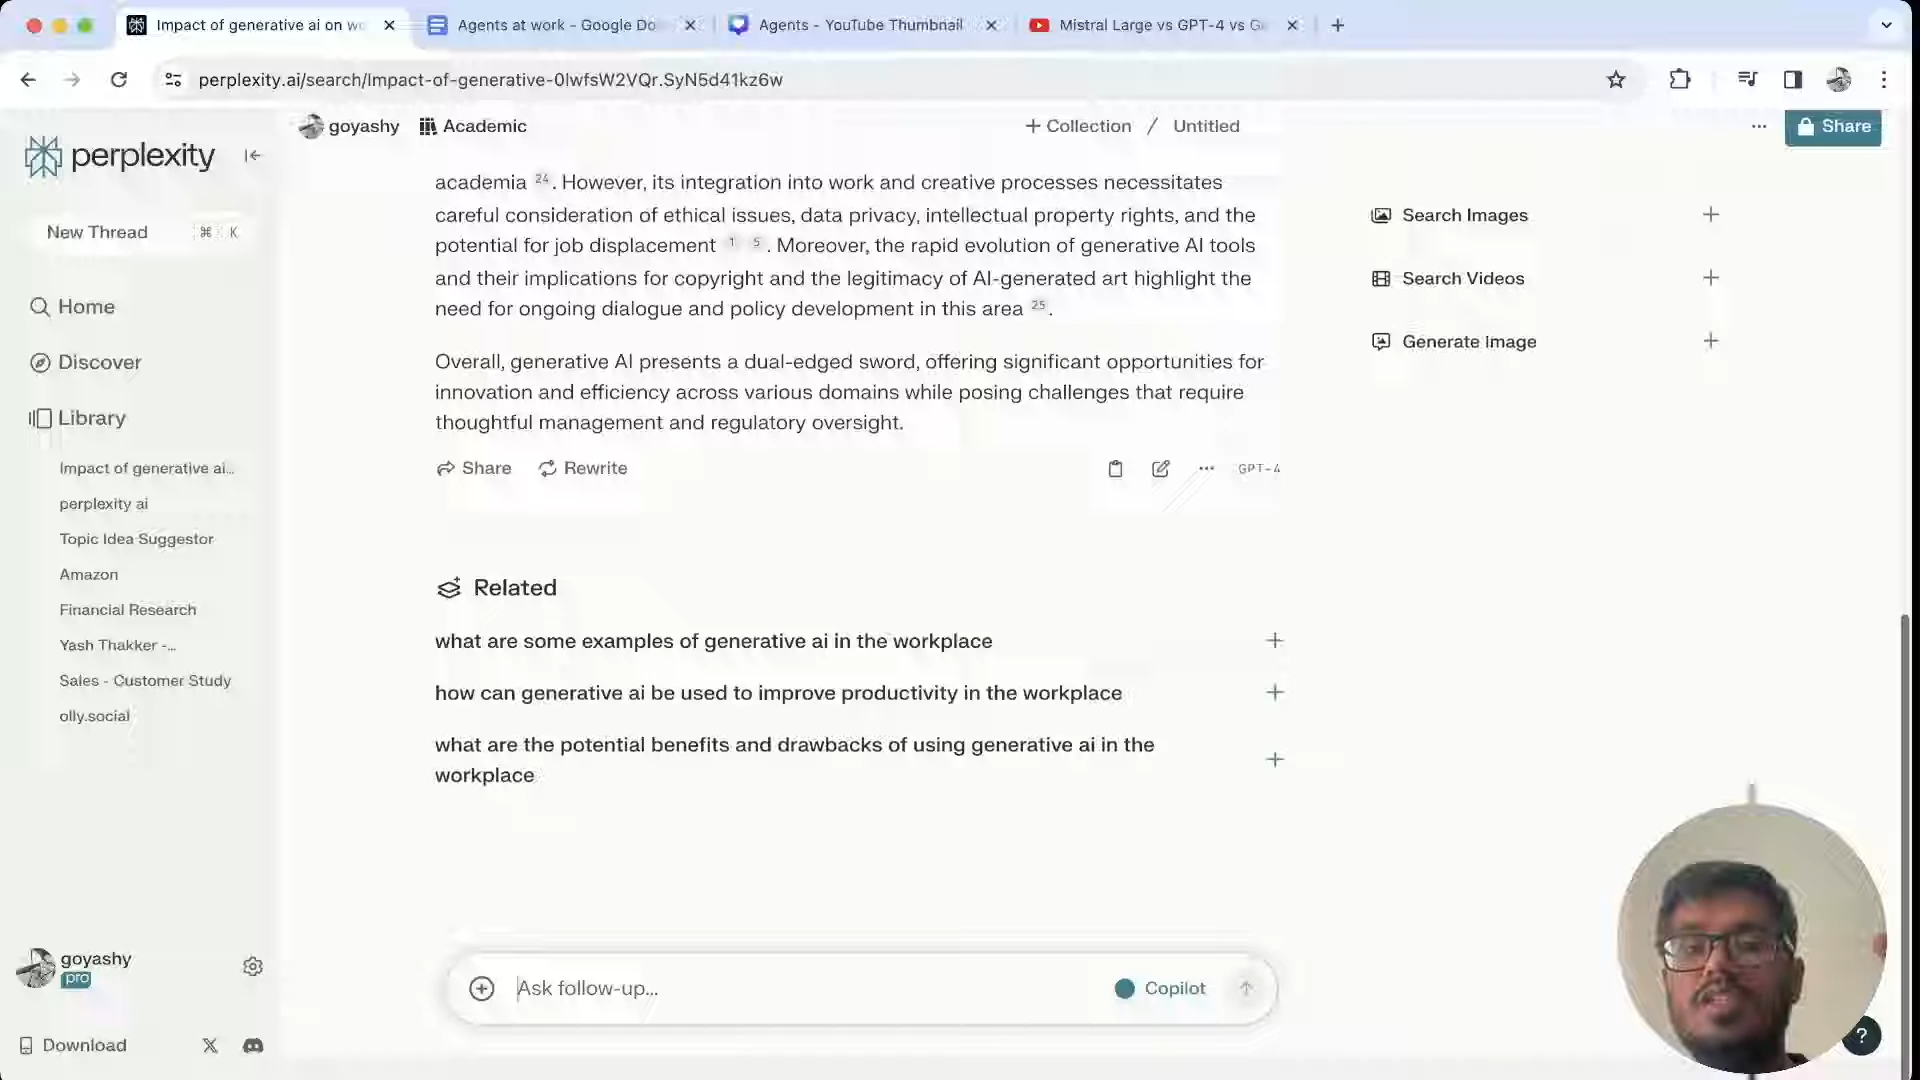 Impact of generative ai on wo
Agents at work - Google Do
Agents - YouTube Thumbnail
Mistral Large vs GPT-4 vs Ge
perplexity.ai/search/Impact-of-generative-0lwfsW2VQr.SyN5d41kz6w
perplexity
New Thread ⌘ K
Home
Discover
Library
Impact of generative ai...
perplexity ai
Topic Idea Suggestor
Amazon
Financial Research
Yash Thakker -...
Sales - Customer Study
olly.social
goyashy
pro
Download
goyashy Academic
+ Collection / Untitled
Share
academia 24. However, its integration into work and creative processes necessitates
careful consideration of ethical issues, data privacy, intellectual property rights, and the
potential for job displacement 1 5. Moreover, the rapid evolution of generative AI tools
and their implications for copyright and the legitimacy of AI-generated art highlight the
need for ongoing dialogue and policy development in this area 25.
Overall, generative AI presents a dual-edged sword, offering significant opportunities for
innovation and efficiency across various domains while posing challenges that require
thoughtful management and regulatory oversight.
Share Rewrite GPT-4
Related
what are some examples of generative ai in the workplace
how can generative ai be used to improve productivity in the workplace
what are the potential benefits and drawbacks of using generative ai in the
workplace
Ask follow-up...
Copilot
Search Images
Search Videos
Generate Image
?